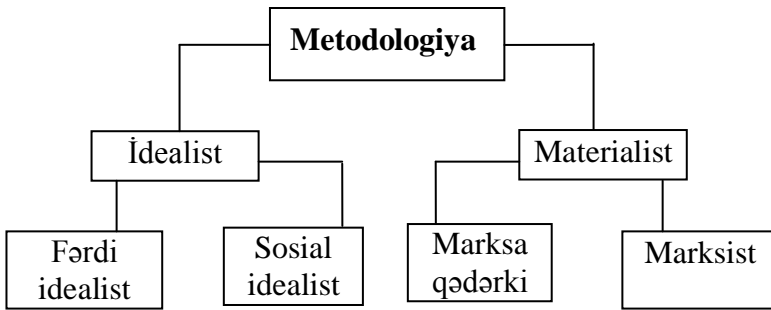 Metodologiya
İdealist
Materialist
Fərdi
idealist
Sosial
idealist
Marksa
qədərki
Marksist